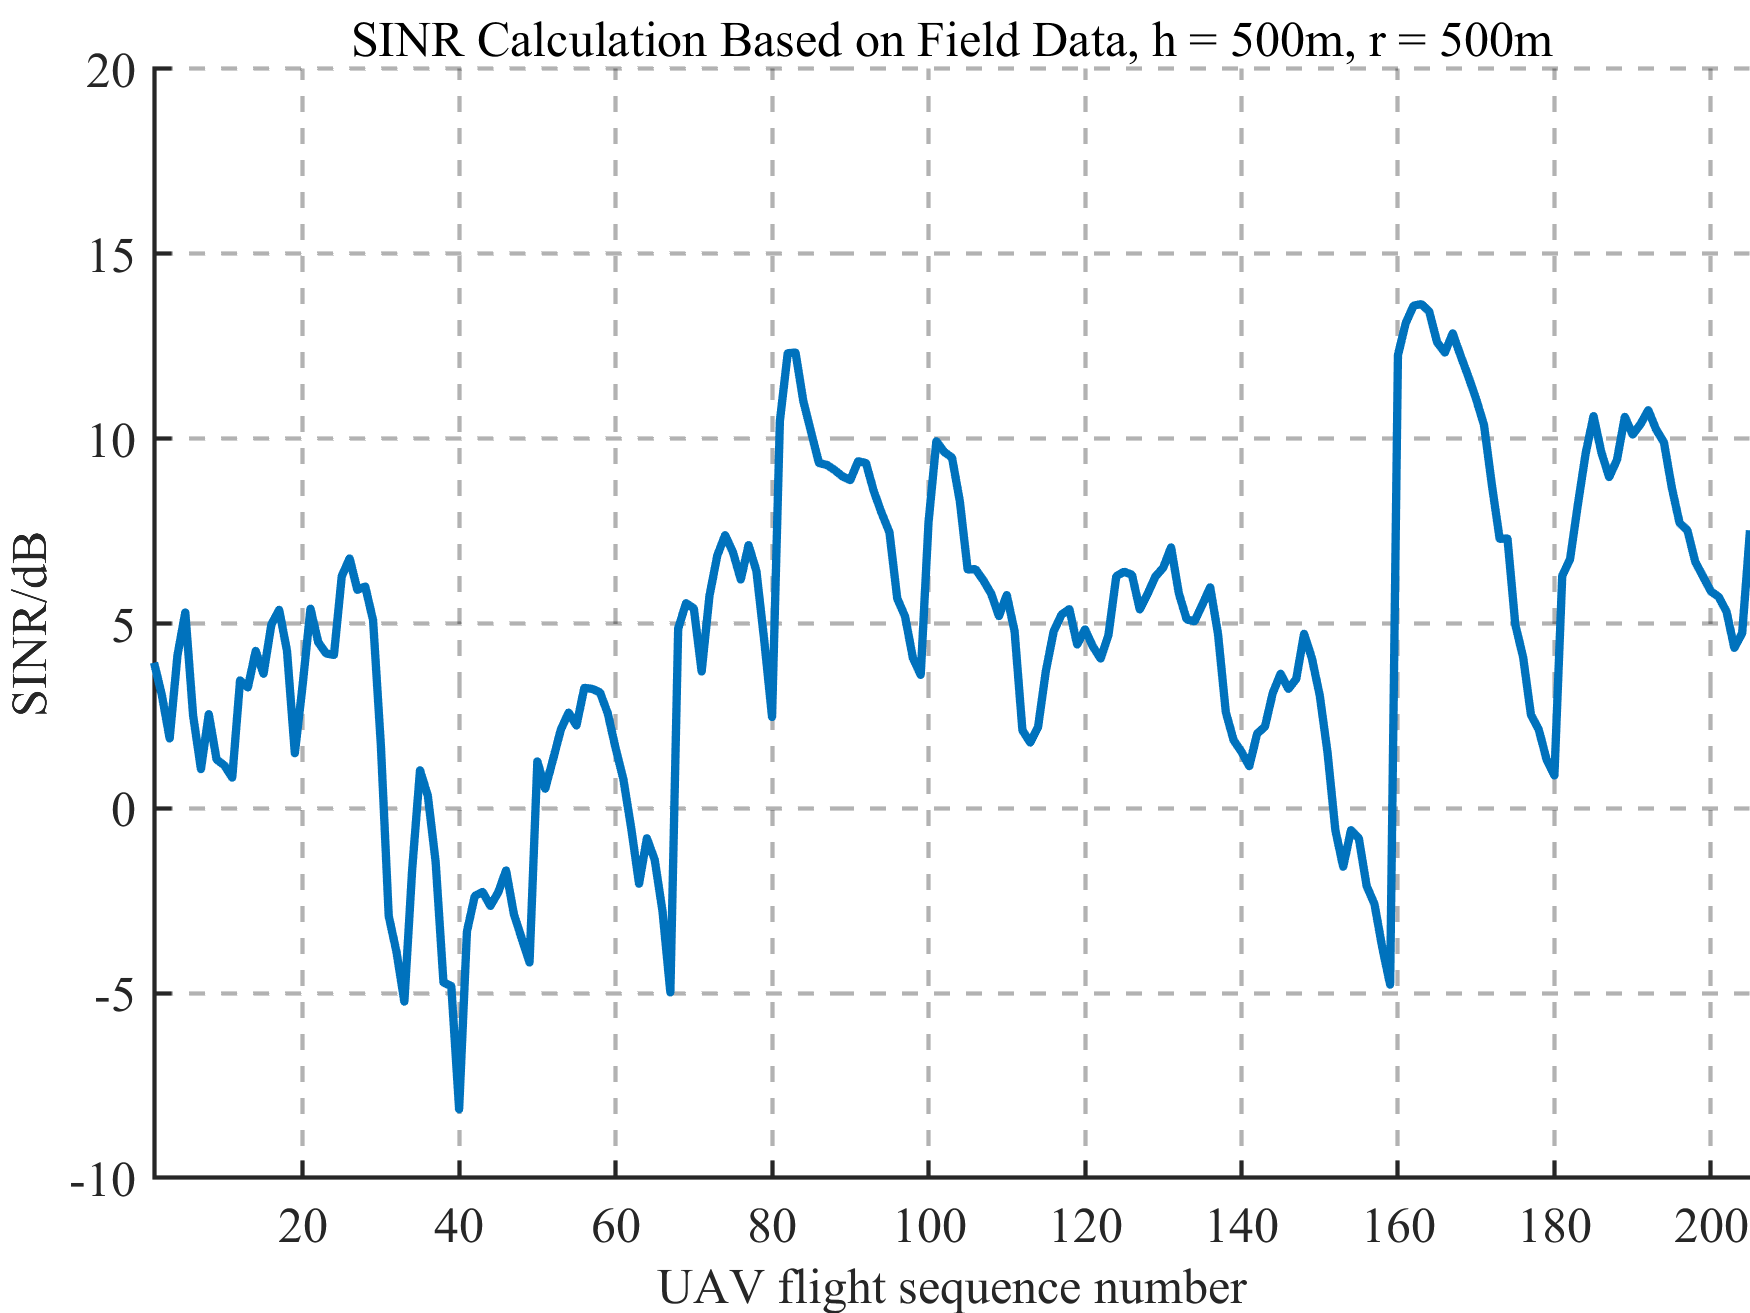 SINR Calculation Based on Field Data, h = 500m, r = 500m
20
15
10
5
0
-5
-10
SINR/dB
20 40 60 80 100 120 140 160 180 200
UAV flight sequence number